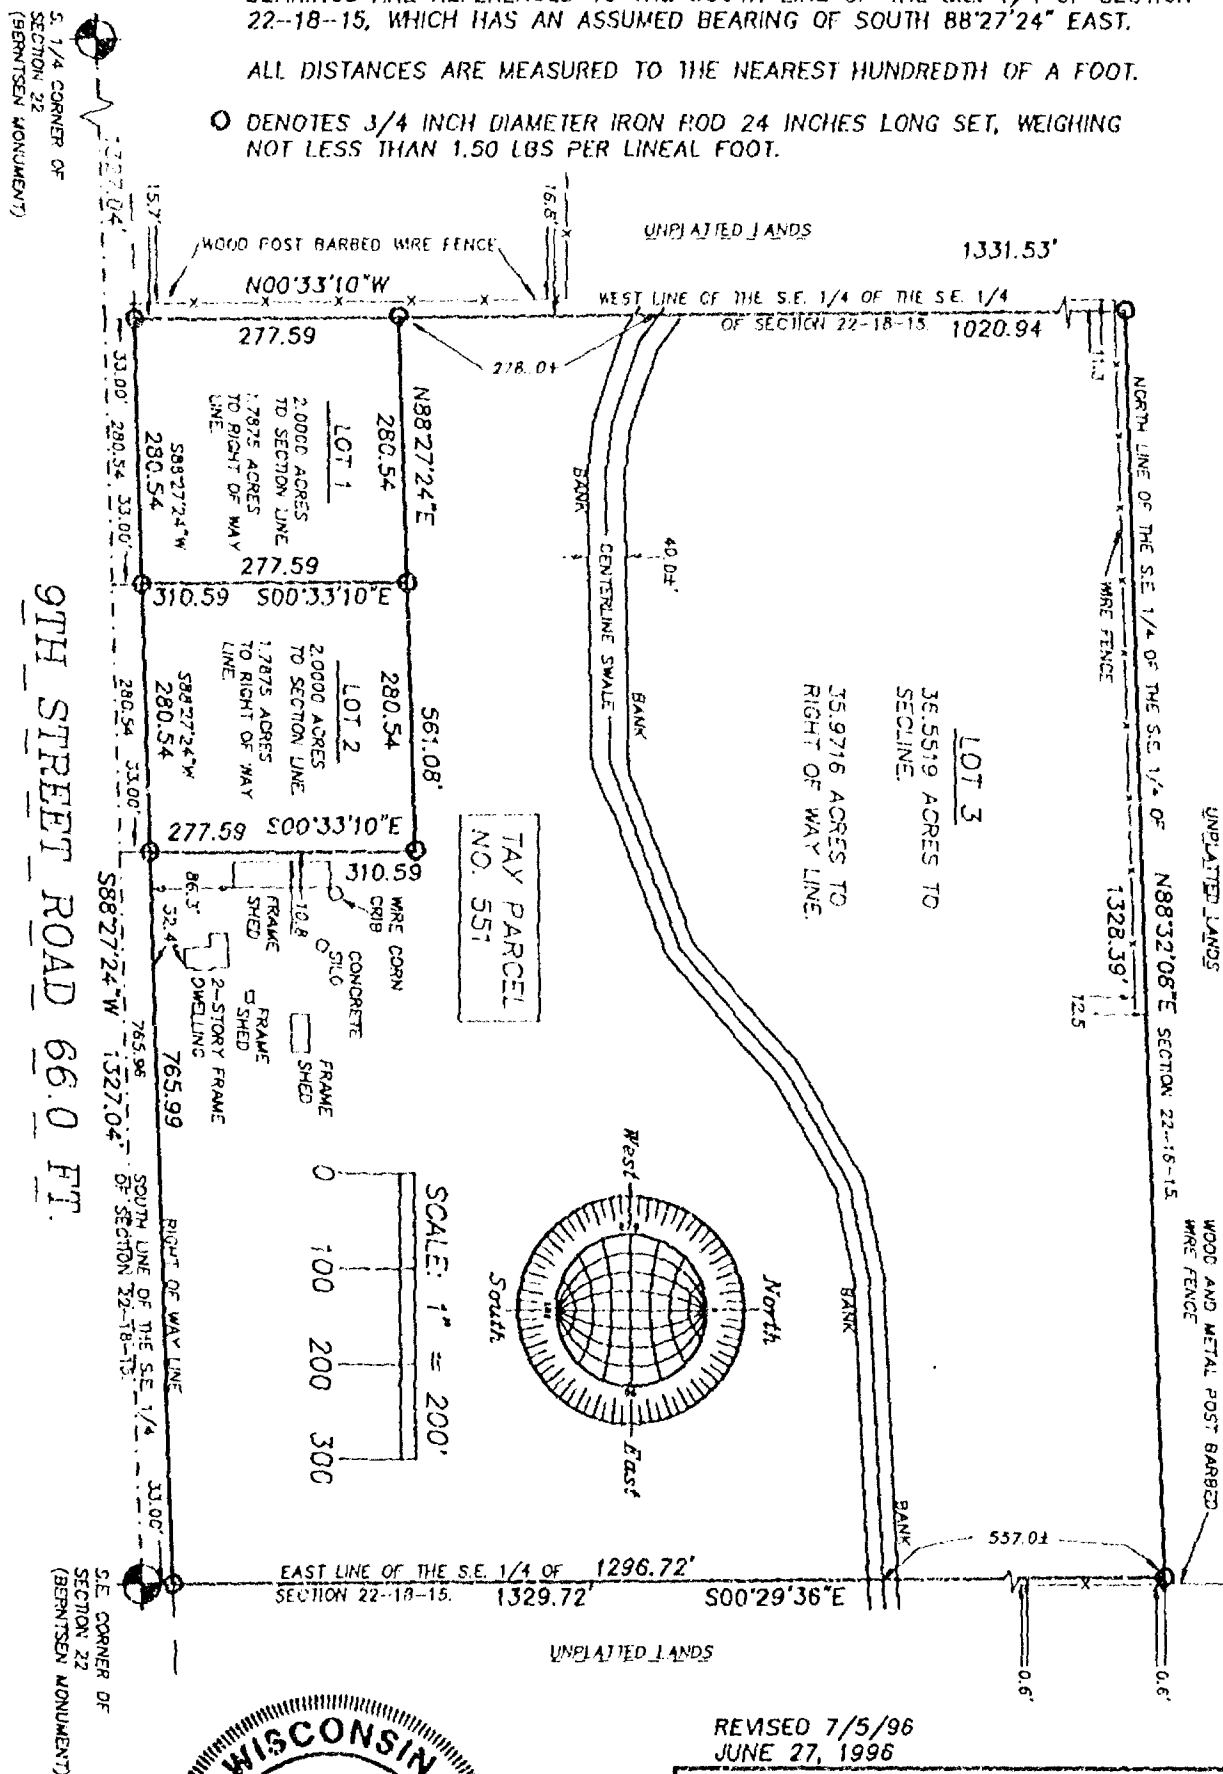 22--18--15, WHICH HAS AN ASSUMED BEARING OF SOUTH 88°27'24" EAST.
ALL DISTANCES ARE MEASURED TO THE NEAREST HUNDREDTH OF A FOOT.
O DENOTES 3/4 INCH DIAMETER IRON ROD 24 INCHES LONG SET, WEIGHING
NOT LESS THAN 1.50 LBS PER LINEAL FOOT.
S 1/4 CORNER OF
SECTION 22
(BERNTSEN MONUMENT)
1327.04'
15.7'
WOOD POST BARBED WIRE FENCE
16.8'
UNPLATTED LANDS
1331.53'
N00°33'10"W
277.59
WEST LINE OF THE S.E. 1/4 OF THE S.E. 1/4
OF SECTION 22-18-15.
1020.94
278.0±
11.3
NORTH LINE OF THE S.E. 1/4 OF THE S.E. 1/4 OF
SECTION 22--18--15.
N88°32'08"E
1328.39'
WIRE FENCE
12.5
UNPLATTED LANDS
WOOD AND METAL POST BARBED
WIRE FENCE
N88°27'24"E
280.54
LOT 1
2.0000 ACRES
TO SECTION LINE
1.7875 ACRES
TO RIGHT OF WAY
LINE.
S88°27'24"W
280.54
33.00'
280.54
33.00'
277.59
310.59 S00°33'10"E
561.08'
280.54
LOT 2
2.0000 ACRES
TO SECTION LINE
1.7875 ACRES
TO RIGHT OF WAY
LINE.
S88°27'24"W
280.54
280.54
33.00'
277.59 S00°33'10"E
310.59
BANK
CENTERLINE SWALE
40.0±'
BANK
LOT 3
36.5519 ACRES TO
SECLINE.
35.9716 ACRES TO
RIGHT OF WAY LINE.
TAY PARCEL
NO. 551
86.3'
52.4
10.8
WIRE CORN
CRIB
FRAME
SHED
CONCRETE
SILO
FRAME
SHED
FRAME
SHED
2-STORY FRAME
DWELLING
9TH STREET ROAD 66.0 FT.
S88°27'24"W 1327.04'
765.96
765.99
RIGHT OF WAY LINE
SOUTH LINE OF THE S.E. 1/4
OF SECTION 22-18-15.
33.00'
SCALE: 1" = 200'
0 100 200 300
West
North
South
East
BANK
BANK
557.0±
EAST LINE OF THE S.E. 1/4 OF
SECTION 22-18-15.
1296.72'
1329.72'
S00°29'36"E
0.6'
0.6'
UNPLATTED LANDS
S.E. CORNER OF
SECTION 22
(BERNTSEN MONUMENT)
WISCONSIN
REVISED 7/5/96
JUNE 27, 1996